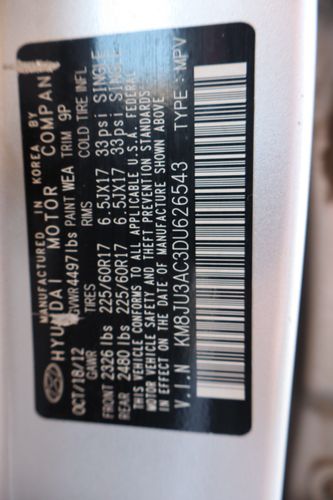 MANUFACTURED IN KOREA BY
HYUNDAI MOTOR COMPANY
OCT/18/12 GVWR 4497lbs PAINT WEA TRIM 9P
GAWR TIRES RIMS COLD TIRE INFL
FRONT 2326 lbs 225/60R17 6.5JX17 33psi SINGLE
REAR 2480 lbs 225/60R17 6.5JX17 33psi SINGLE
THIS VEHICLE CONFORMS TO ALL APPLICABLE U.S.A. FEDERAL
MOTOR VEHICLE SAFETY AND THEFT PREVENTION STANDARDS
IN EFFECT ON THE DATE OF MANUFACTURE SHOWN ABOVE
V.I.N KM8JU3AC3DU626543 TYPE : MPV